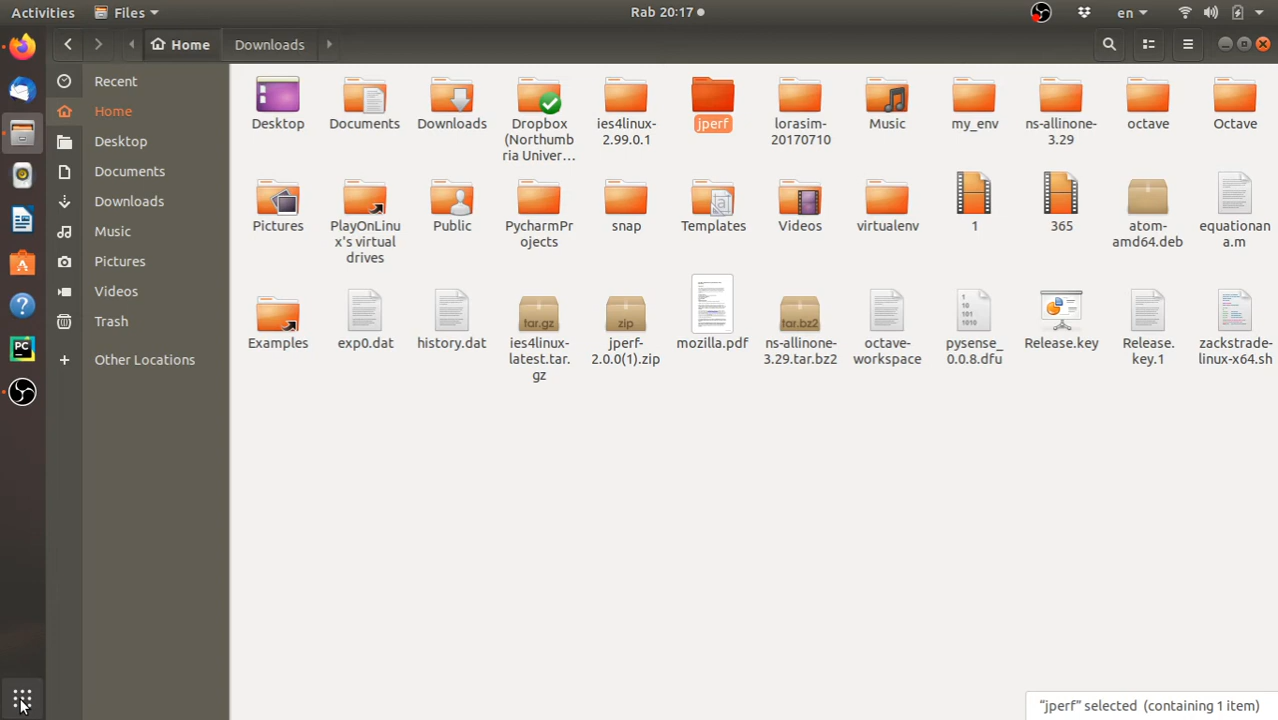 Activities Files Rab 20:17 en
Home Downloads
Recent
Home
Desktop
Documents
Downloads
Music
Pictures
Videos
Trash
Other Locations
Desktop
Documents
Downloads
Dropbox
(Northumb
ria Univer…
ies4linux-
2.99.0.1
jperf
lorasim-
20170710
Music
my_env
ns-allinone-
3.29
octave
Octave
Pictures
PlayOnLinu
x's virtual
drives
Public
PycharmPr
ojects
snap
Templates
Videos
virtualenv
1
365
atom-
amd64.deb
equationan
a.m
Examples
exp0.dat
history.dat
tar.gz
ies4linux-
latest.tar.
gz
zip
jperf-
2.0.0(1).zip
mozilla.pdf
tar.bz2
ns-allinone-
3.29.tar.bz2
octave-
workspace
1
10
101
1010
pysense_
0.0.8.dfu
Release.key
Release.
key.1
zackstrade-
linux-x64.sh
PC
"jperf" selected (containing 1 item)